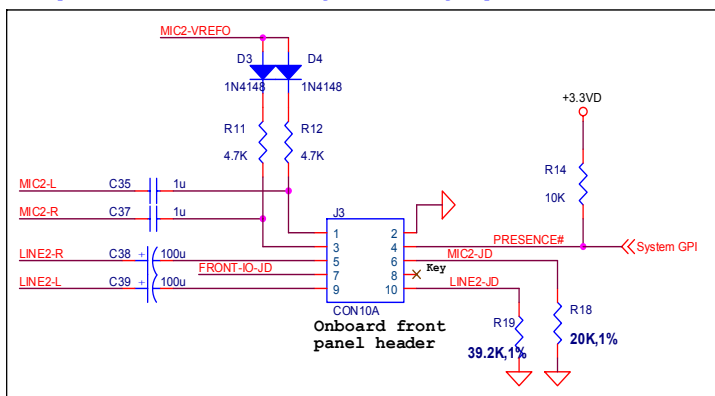 MIC2-VREFO
D3 D4
1N4148 1N4148
+3.3VD
R11 R12
4.7K 4.7K
R14
10K
MIC2-L C35 1u
MIC2-R C37 1u
J3
1 2
3 4 PRESENCE# System GPI
LINE2-R C38 + 100u 5 6 MIC2-JD
FRONT-IO-JD 7 8 Key
LINE2-L C39 + 100u 9 10 LINE2-JD
CON10A
Onboard front
panel header
R19 R18
39.2K,1% 20K,1%